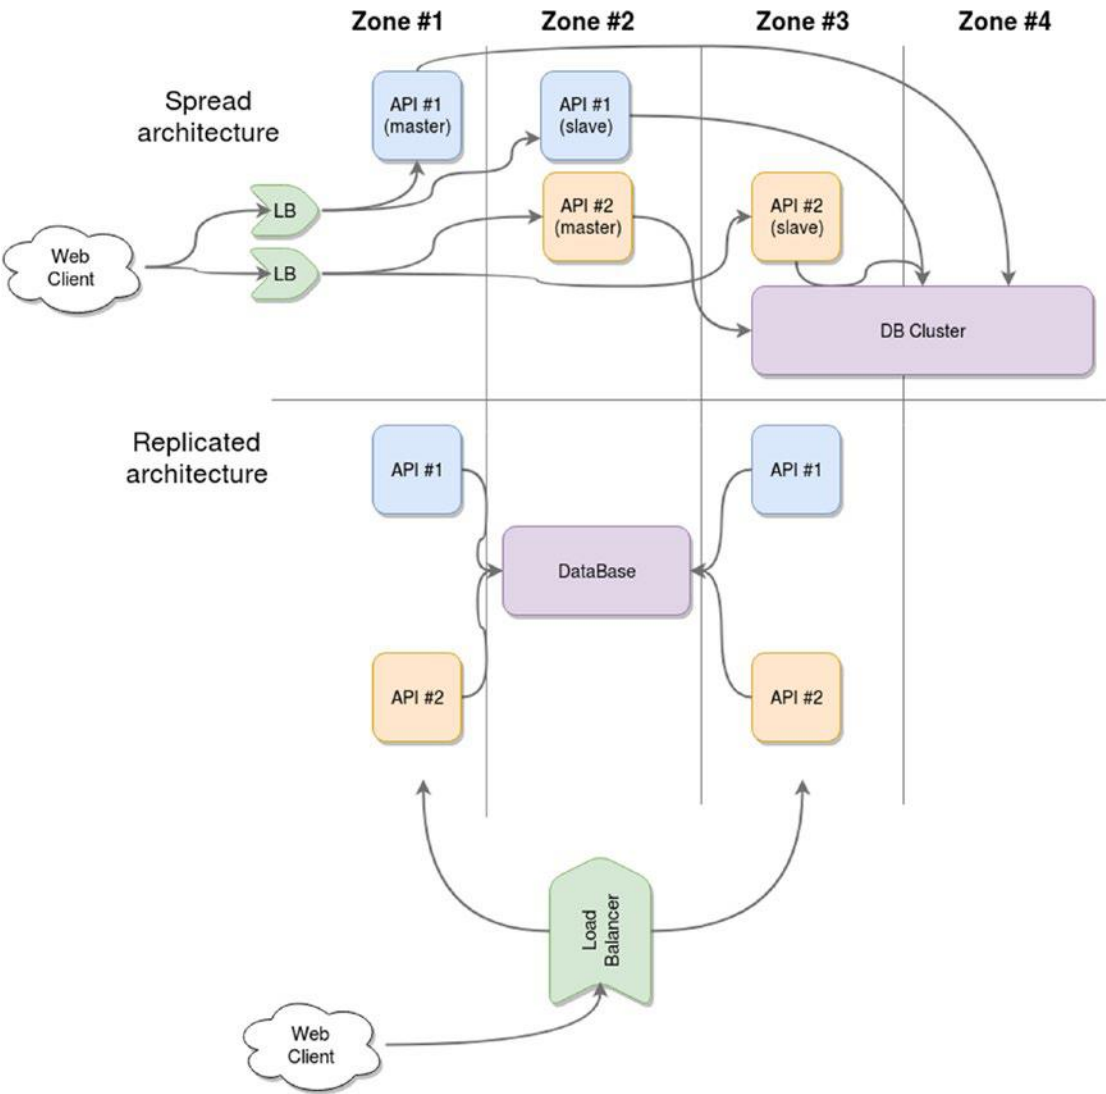 Zone #1
Zone #2
Zone #3
Zone #4
Spread
architecture
API #1
(master)
API #1
(slave)
LB
API #2
(master)
API #2
(slave)
Web
Client
LB
DB Cluster
Replicated
architecture
API #1
API #1
DataBase
API #2
API #2
Load
Balancer
Web
Client